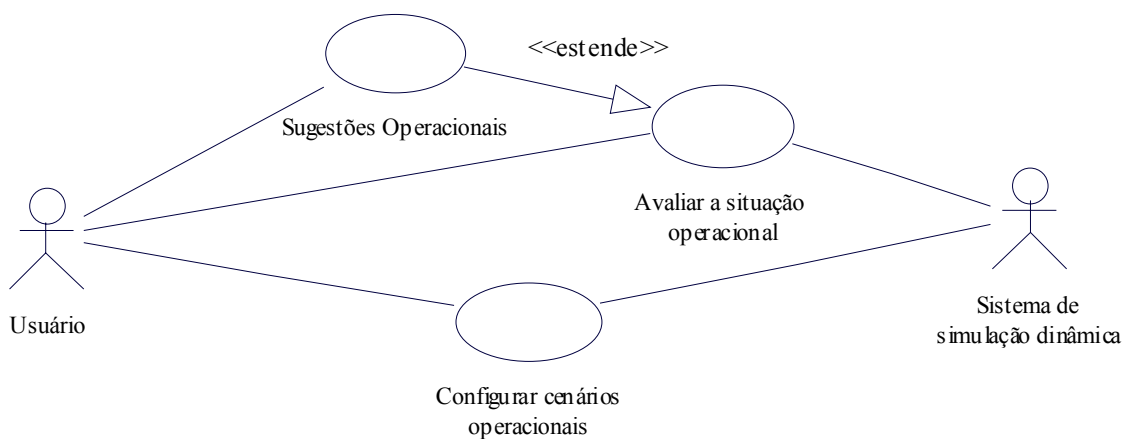 <<estende>>
Sugestões Operacionais
Avaliar a situação
operacional
Usuário
Sistema de
simulação dinâmica
Configurar cenários
operacionais